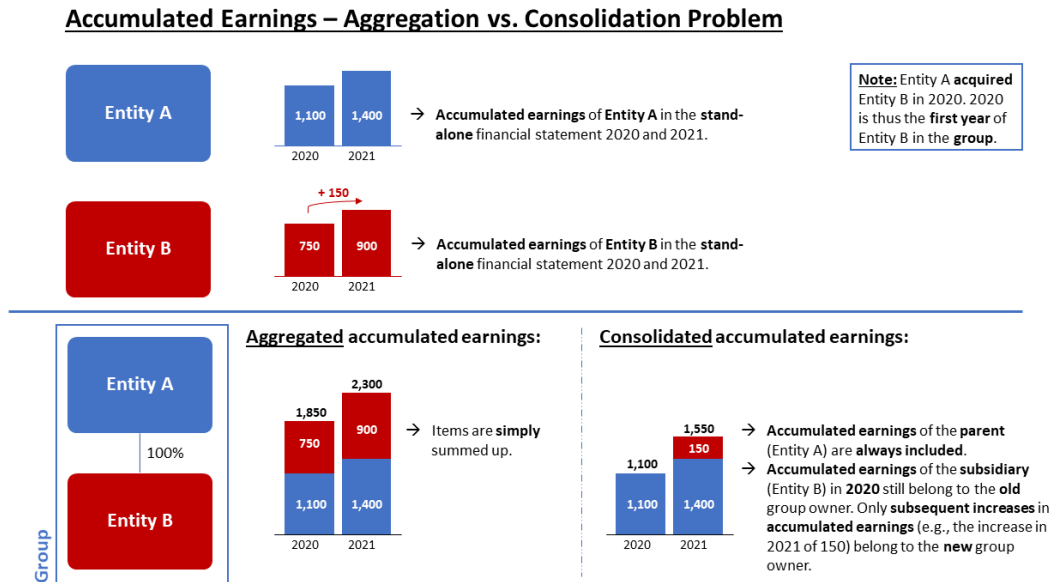 Accumulated Earnings – Aggregation vs. Consolidation Problem
Entity A
1,100
1,400
2020
2021
→ Accumulated earnings of Entity A in the stand-
alone financial statement 2020 and 2021.
Note: Entity A acquired
Entity B in 2020. 2020
is thus the first year of
Entity B in the group.
Entity B
+ 150
750
900
2020
2021
→ Accumulated earnings of Entity B in the stand-
alone financial statement 2020 and 2021.
Group
Entity A
100%
Entity B
Aggregated accumulated earnings:
1,850
2,300
750
900
1,100
1,400
2020
2021
→ Items are simply
summed up.
Consolidated accumulated earnings:
1,100
1,550
150
1,100
1,400
2020
2021
→ Accumulated earnings of the parent
(Entity A) are always included.
→ Accumulated earnings of the subsidiary
(Entity B) in 2020 still belong to the old
group owner. Only subsequent increases in
accumulated earnings (e.g., the increase in
2021 of 150) belong to the new group
owner.